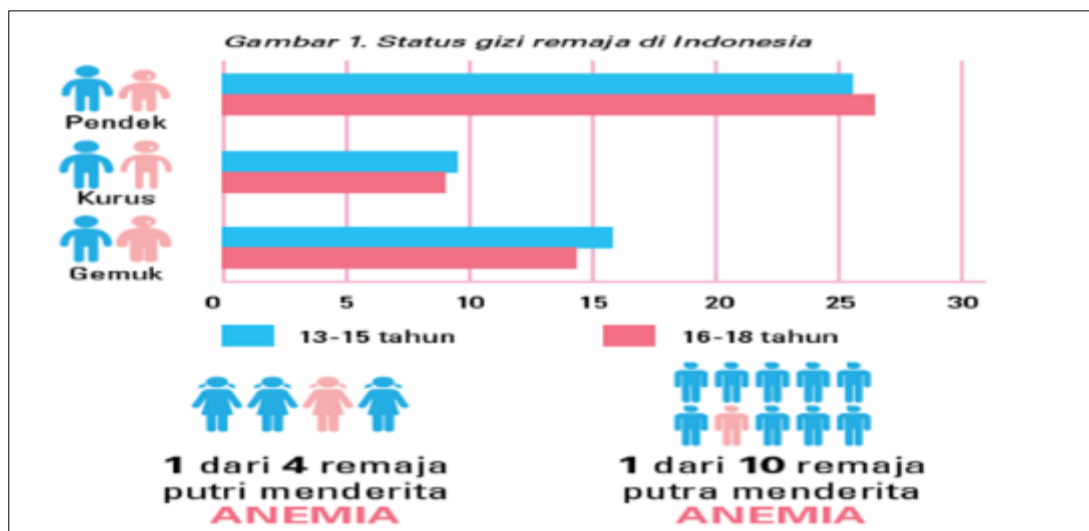 Gambar 1. Status gizi remaja di Indonesia
Pendek
Kurus
Gemuk
0 5 10 15 20 25 30
13-15 tahun 16-18 tahun
1 dari 4 remaja
putri menderita
ANEMIA
1 dari 10 remaja
putra menderita
ANEMIA